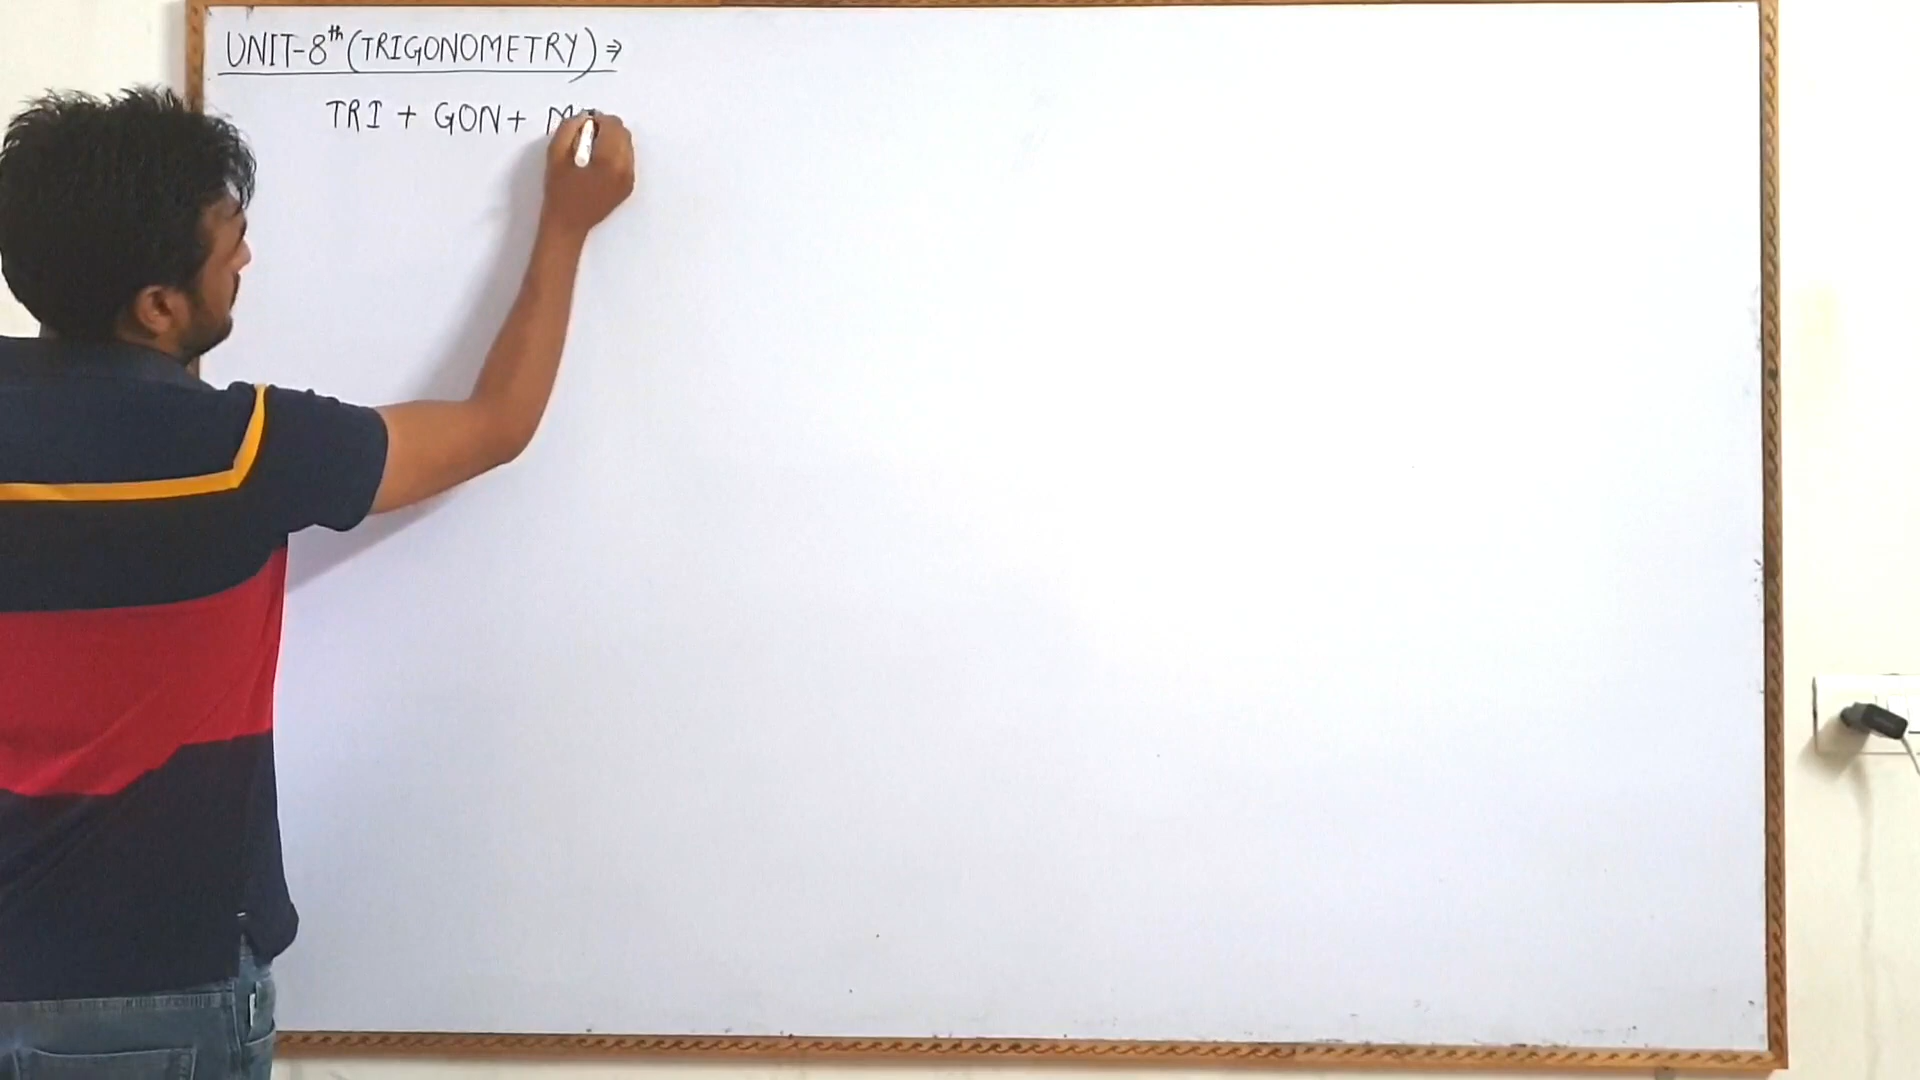 UNIT-8th (TRIGONOMETRY) ⇒
TRI + GON + M